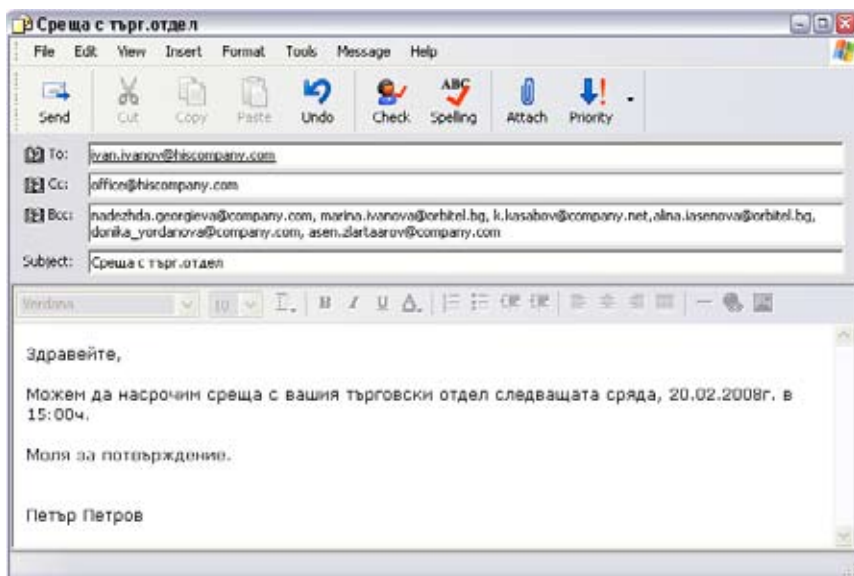 Среща с търг.отдел
File Edit View Insert Format Tools Message Help
Send Cut Copy Paste Undo Check ABC Spelling Attach Priority
To: ivan.ivanov@hiscompany.com
Cc: office@hiscompany.com
Bcc: nadezhda.georgieva@company.com, marina.ivanova@orbitel.bg, k.kasabov@company.net,alina.iasenova@orbitel.bg,
donika_yordanova@company.com, asen.zlartaarov@company.com
Subject: Среща с търг.отдел
Verdana 10 B I U A
Здравейте,
Можем да насрочим среща с вашия търговски отдел следващата сряда, 20.02.2008г. в
15:00ч.
Моля за потвърждение.
Петър Петров